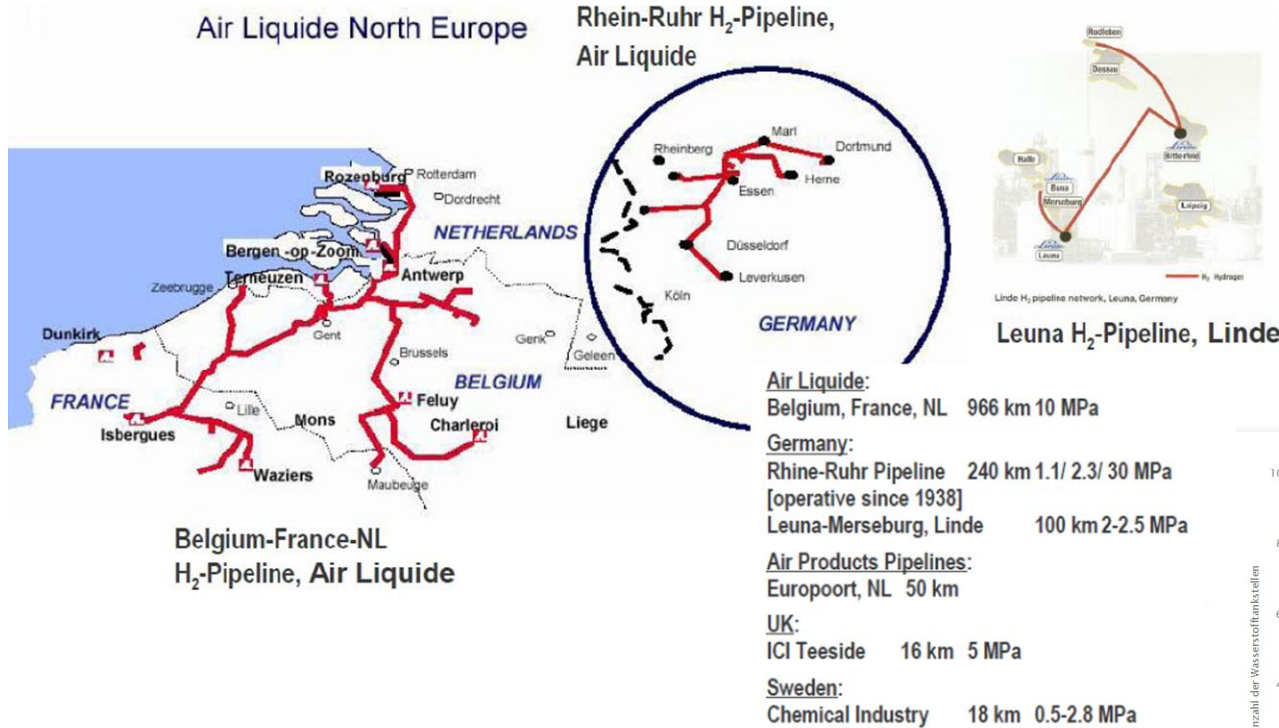 Air Liquide North Europe
Rozenburg
Rotterdam
Dordrecht
NETHERLANDS
Bergen -op-Zoom
Terneuzen
Antwerp
Zeebrugge
Dunkirk
Gent
Genk
Geleen
Brussels
BELGIUM
FRANCE
Lille
Mons
Feluy
Charleroi
Liege
Isbergues
Waziers
Maubeuge
Belgium-France-NL
H₂-Pipeline, Air Liquide
Rhein-Ruhr H₂-Pipeline,
Air Liquide
Marl
Rheinberg
Dortmund
Essen
Herne
Düsseldorf
Leverkusen
Köln
GERMANY
Rodleben
Dessau
Linde
Bitterfeld
Halle
Linde
Buna
Merseburg
Leipzig
Linde
Leuna
H₂ Hydrogen
Linde H₂ pipeline network, Leuna, Germany
Leuna H₂-Pipeline, Linde
Air Liquide:
Belgium, France, NL 966 km 10 MPa
Germany:
Rhine-Ruhr Pipeline 240 km 1.1/ 2.3/ 30 MPa
[operative since 1938]
Leuna-Merseburg, Linde 100 km 2-2.5 MPa
Air Products Pipelines:
Europoort, NL 50 km
UK:
ICI Teeside 16 km 5 MPa
Sweden:
Chemical Industry 18 km 0.5-2.8 MPa
der Wasserstofftankstellen